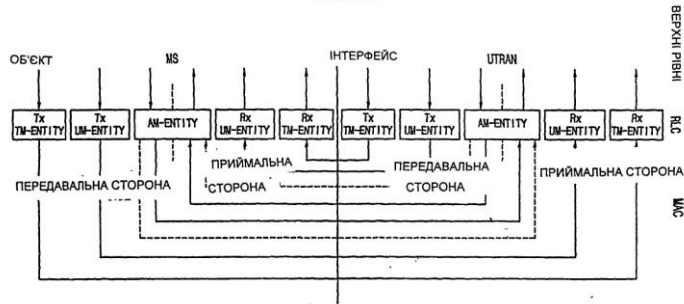 ВЕРХНІ РІВНІ
ОБ'ЄКТ MS ІНТЕРФЕЙС UTRAN
Tx TM-ENTITY
Tx UM-ENTITY
AM-ENTITY
Rx UM-ENTITY
Rx TM-ENTITY
Tx TM-ENTITY
Tx UM-ENTITY
AM-ENTITY
Rx UM-ENTITY
Rx TM-ENTITY
RLC
ПРИЙМАЛЬНА ПЕРЕДАВАЛЬНА ПРИЙМАЛЬНА СТОРОНА
ПЕРЕДАВАЛЬНА СТОРОНА СТОРОНА СТОРОНА
MAC